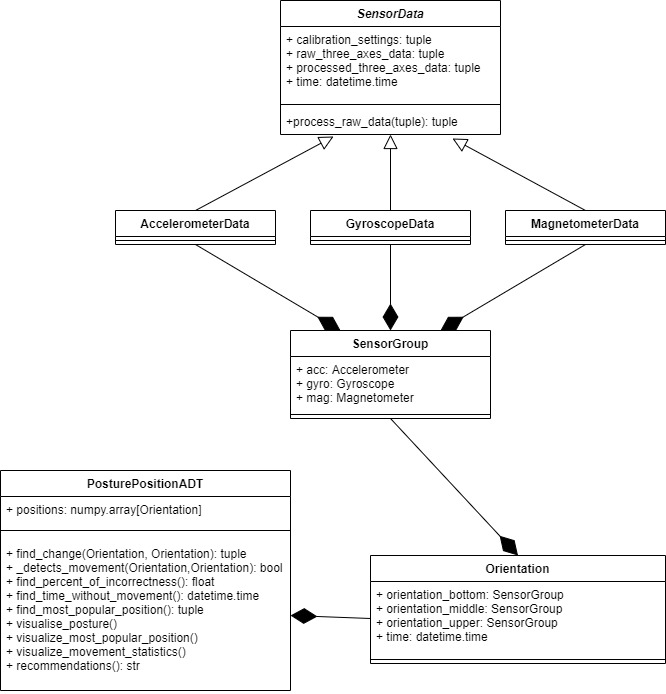 SensorData
+ calibration_settings: tuple
+ raw_three_axes_data: tuple
+ processed_three_axes_data: tuple
+ time: datetime.time
+process_raw_data(tuple): tuple
AccelerometerData
GyroscopeData
MagnetometerData
SensorGroup
+ acc: Accelerometer
+ gyro: Gyroscope
+ mag: Magnetometer
PosturePositionADT
+ positions: numpy.array[Orientation]
+ find_change(Orientation, Orientation): tuple
+ _detects_movement(Orientation,Orientation): bool
+ find_percent_of_incorrectness(): float
+ find_time_without_movement(): datetime.time
+ find_most_popular_position(): tuple
+ visualise_posture()
+ visualize_most_popular_position()
+ visualize_movement_statistics()
+ recommendations(): str
Orientation
+ orientation_bottom: SensorGroup
+ orientation_middle: SensorGroup
+ orientation_upper: SensorGroup
+ time: datetime.time